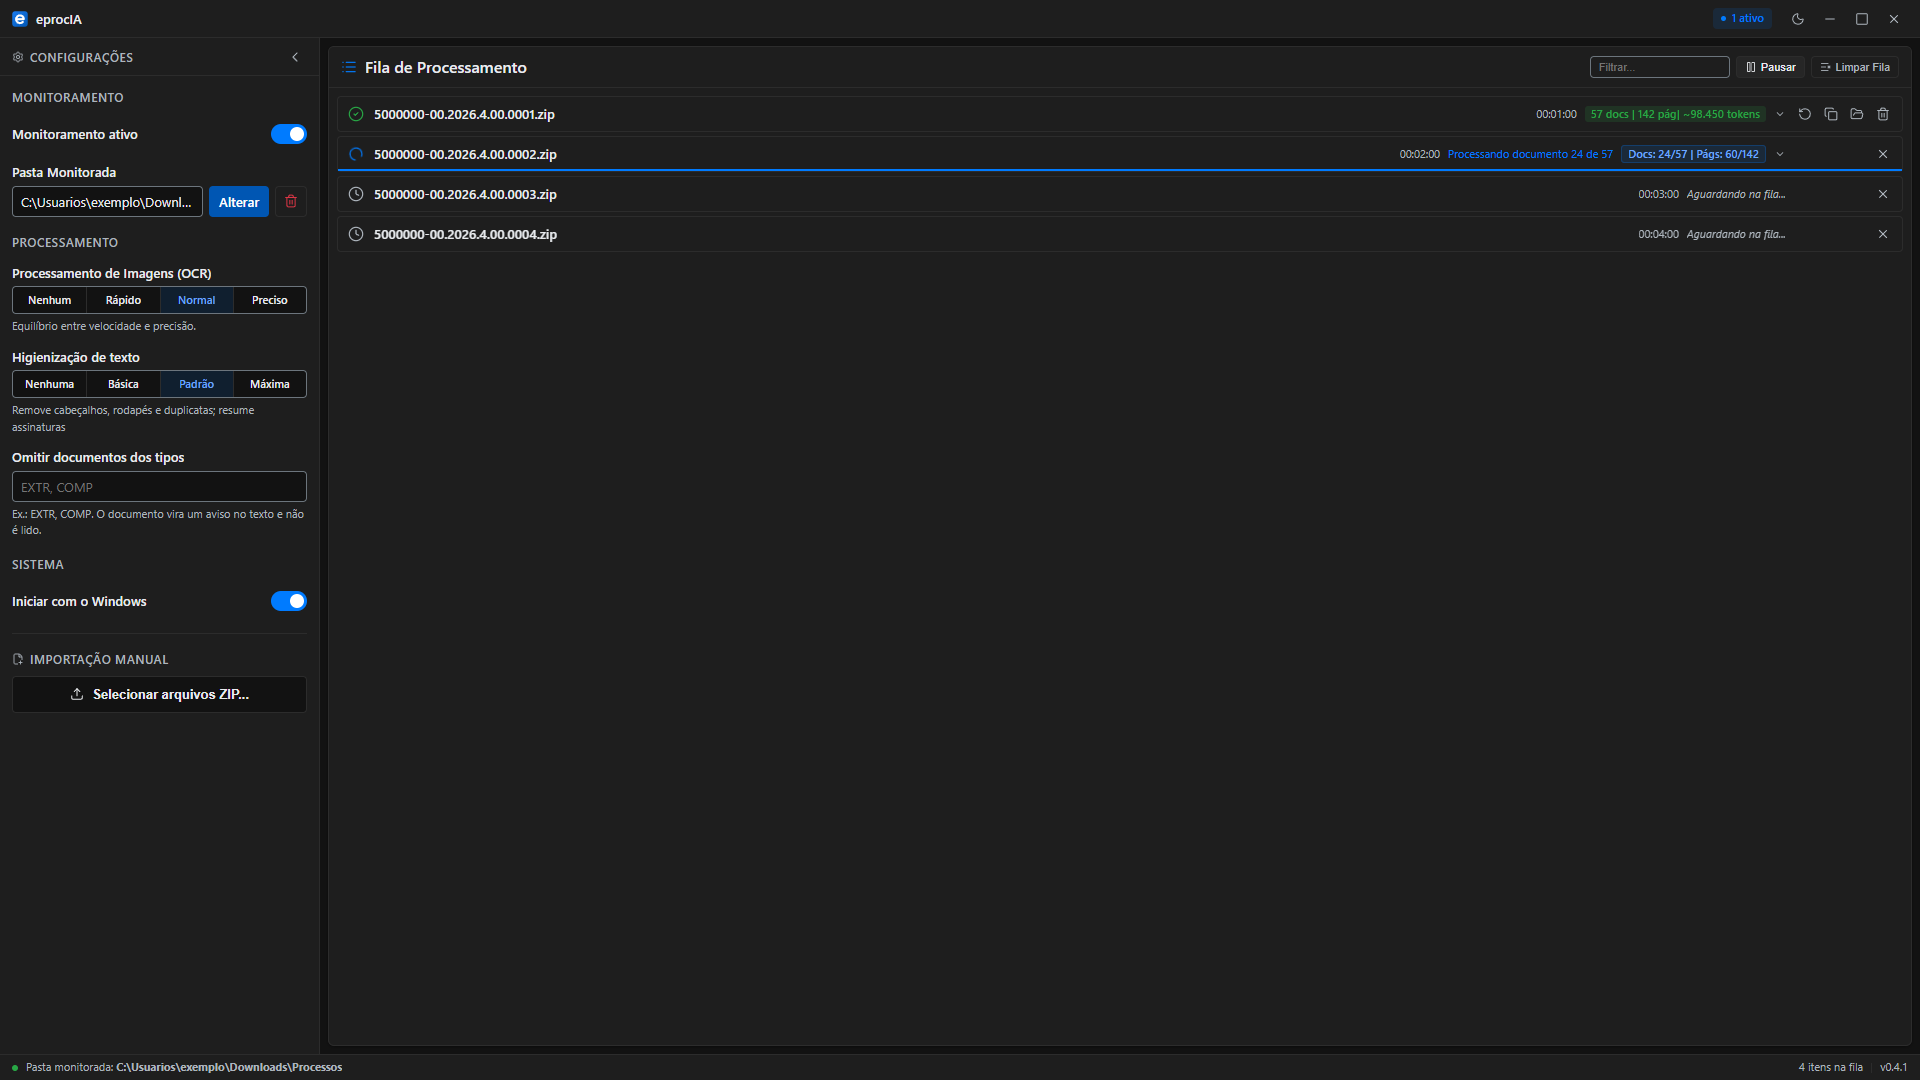 eprocIA
1 ativo
CONFIGURAÇÕES
MONITORAMENTO
Monitoramento ativo
Pasta Monitorada
C:\Usuarios\exemplo\Downl...
Alterar
PROCESSAMENTO
Processamento de Imagens (OCR)
Nenhum Rápido Normal Preciso
Equilíbrio entre velocidade e precisão.
Higienização de texto
Nenhuma Básica Padrão Máxima
Remove cabeçalhos, rodapés e duplicatas; resume
assinaturas
Omitir documentos dos tipos
EXTR, COMP
Ex.: EXTR, COMP. O documento vira um aviso no texto e não
é lido.
SISTEMA
Iniciar com o Windows
IMPORTAÇÃO MANUAL
Selecionar arquivos ZIP...
Fila de Processamento
Filtrar...
Pausar
Limpar Fila
5000000-00.2026.4.00.0001.zip 00:01:00 57 docs | 142 pág| ~98.450 tokens
5000000-00.2026.4.00.0002.zip 00:02:00 Processando documento 24 de 57 Docs: 24/57 | Págs: 60/142
5000000-00.2026.4.00.0003.zip 00:03:00 Aguardando na fila...
5000000-00.2026.4.00.0004.zip 00:04:00 Aguardando na fila...
Pasta monitorada: C:\Usuarios\exemplo\Downloads\Processos
4 itens na fila
v0.4.1